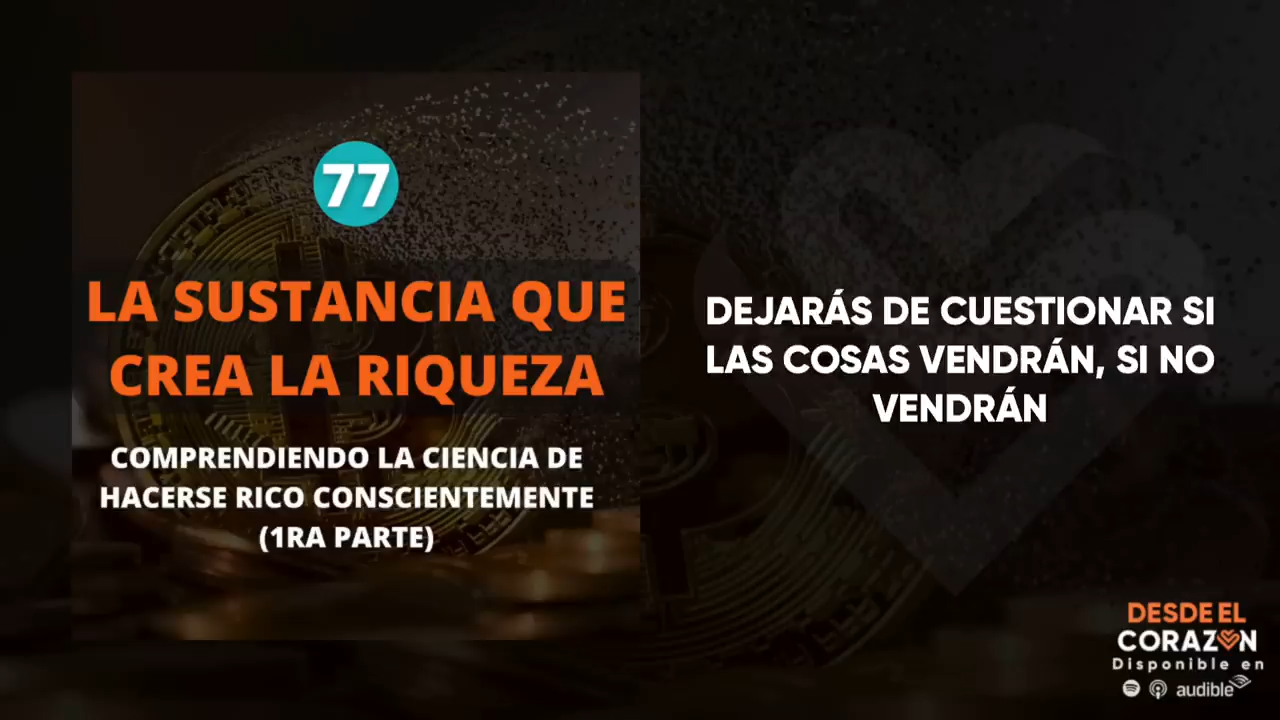 77
LA SUSTANCIA QUE
CREA LA RIQUEZA
COMPRENDIENDO LA CIENCIA DE
HACERSE RICO CONSCIENTEMENTE
(1RA PARTE)
DEJARÁS DE CUESTIONAR SI
LAS COSAS VENDRÁN, SI NO
VENDRÁN
DESDE EL
CORAZÓN
Disponible en
audible